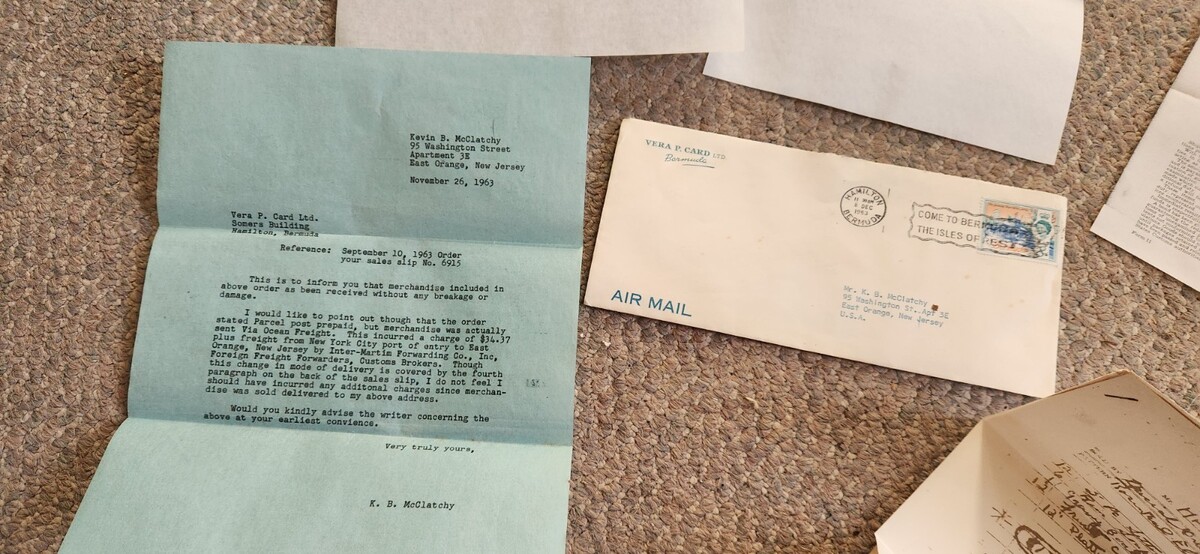 Kevin B. McClatchy
95 Washington Street
Apartment 3E
East Orange, New Jersey
November 26, 1963
Vera P. Card Ltd.
Somers Building
Hamilton, Bermuda
Reference: September 10, 1963 Order
your sales slip No. 6915
This is to inform you that merchandise included in
above order as been received without any breakage or
damage.
I would like to point out though that the order
stated Parcel post prepaid, but merchandise was actually
sent Via Ocean Freight. This incurred a charge of $34.37
plus freight from New York City port of entry to East
Orange, New Jersey by Inter-Martim Forwarding Co., Inc,
Foreign Freight Forwarders, Customs Brokers. Though
this change in mode of delivery is covered by the fourth
paragraph on the back of the sales slip, I do not feel I
should have incurred any additonal charges since merchan-
dise was sold delivered to my above address.
Would you kindly advise the writer concerning the
above at your earliest convience.
Very truly yours,
K. B. McClatchy
VERA P. CARD LTD.
Bermuda
HAMILTON
DEC
1963
BERMUDA
COME TO BER
THE ISLES OF REST
AIR MAIL
Mr. K. B. McClatchy
95 Washington St. Apt 3E
East Orange, New Jersey
U.S.A.